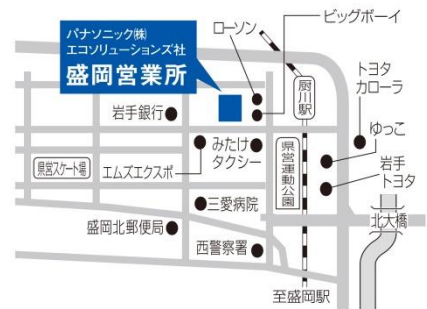 パナソニック㈱
エコソリューションズ社
盛岡営業所
ローソン
ビッグボーイ
厨川駅
トヨタ
カローラ
岩手銀行
みたけ
タクシー
ゆっこ
県営運動公園
県営スケート場
エムズエクスポ
岩手
トヨタ
三愛病院
盛岡北郵便局
北大橋
西警察署
至盛岡駅